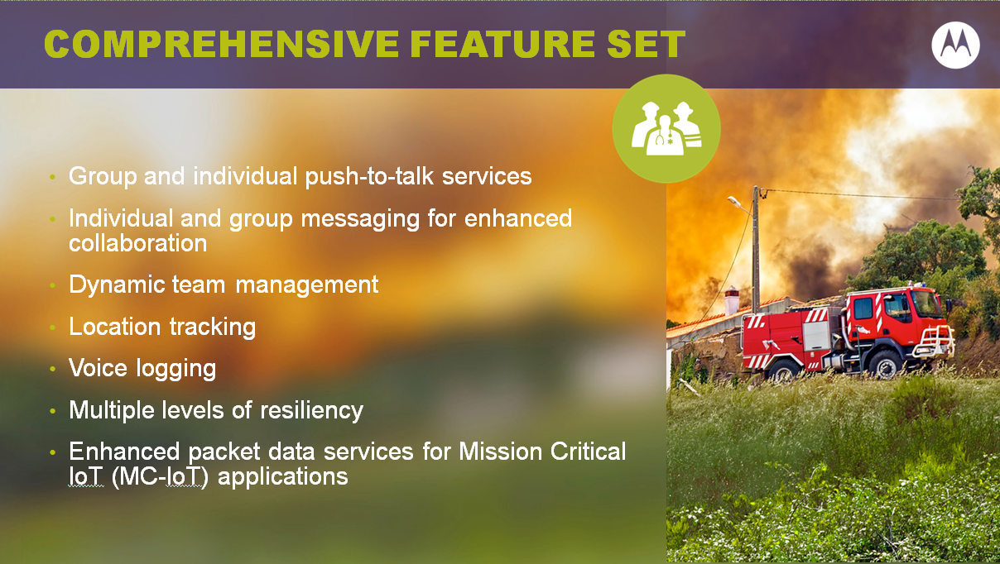 COMPREHENSIVE FEATURE SET
• Group and individual push-to-talk services
• Individual and group messaging for enhanced
collaboration
• Dynamic team management
• Location tracking
• Voice logging
• Multiple levels of resiliency
• Enhanced packet data services for Mission Critical
IoT (MC-IoT) applications